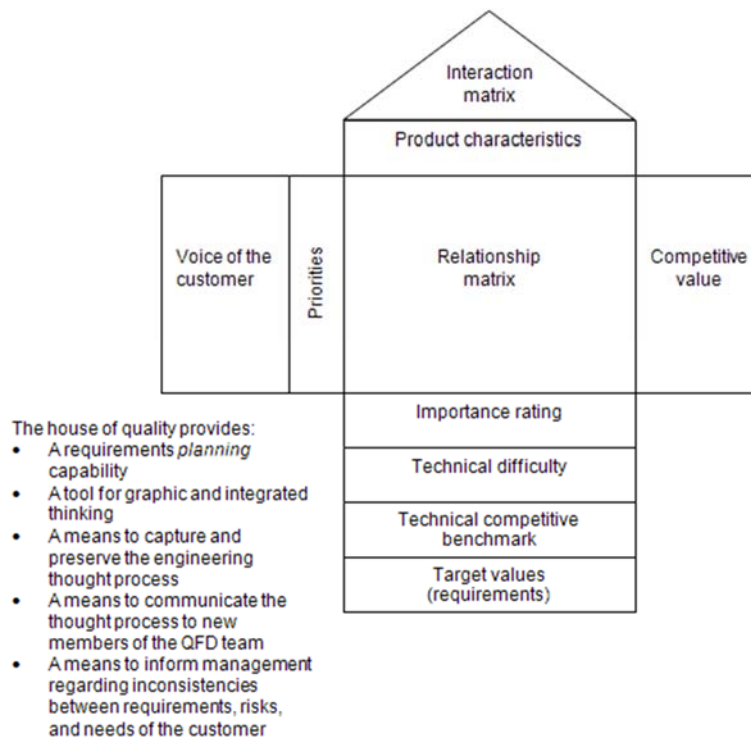 Interaction
matrix
Product characteristics
Voice of the
customer
Priorities
Relationship
matrix
Competitive
value
Importance rating
Technical difficulty
Technical competitive
benchmark
Target values
(requirements)
The house of quality provides:
• A requirements planning
capability
• A tool for graphic and integrated
thinking
• A means to capture and
preserve the engineering
thought process
• A means to communicate the
thought process to new
members of the QFD team
• A means to inform management
regarding inconsistencies
between requirements, risks,
and needs of the customer